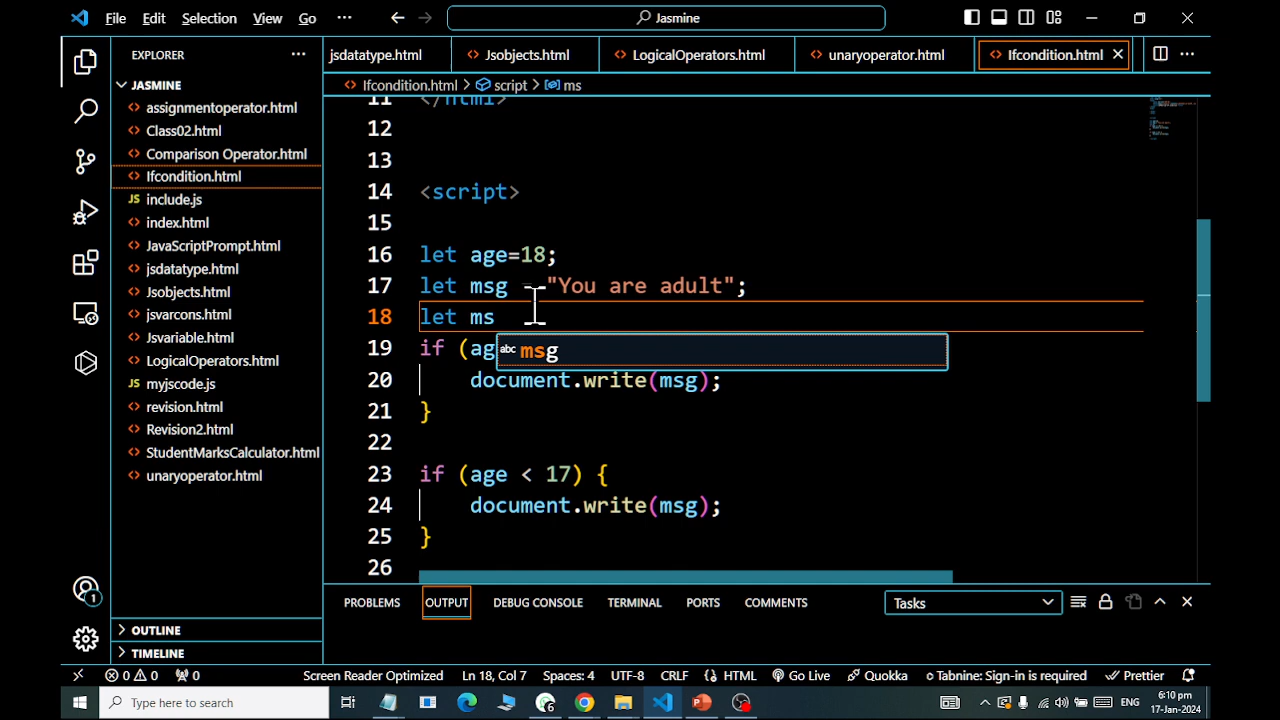 File Edit Selection View Go ··· Jasmine
EXPLORER ···
jsdatatype.html Jsobjects.html LogicalOperators.html unaryoperator.html Ifcondition.html
JASMINE
assignmentoperator.html
Class02.html
Comparison Operator.html
Ifcondition.html
include.js
index.html
JavaScriptPrompt.html
jsdatatype.html
Jsobjects.html
jsvarcons.html
Jsvariable.html
LogicalOperators.html
myjscode.js
revision.html
Revision2.html
StudentMarksCalculator.html
unaryoperator.html
OUTLINE
TIMELINE
Ifcondition.html > script > ms
11 </html>
12
13
14 <script>
15
16 let age=18;
17 let msg "You are adult";
18 let ms
abc msg
19 if (ag
20 document.write(msg);
21 }
22
23 if (age < 17) {
24 document.write(msg);
25 }
26
PROBLEMS OUTPUT DEBUG CONSOLE TERMINAL PORTS COMMENTS Tasks
1
0 0 0 Screen Reader Optimized Ln 18, Col 7 Spaces: 4 UTF-8 CRLF HTML Go Live Quokka Tabnine: Sign-in is required Prettier
Type here to search 6 ENG 6:10 pm
17-Jan-2024